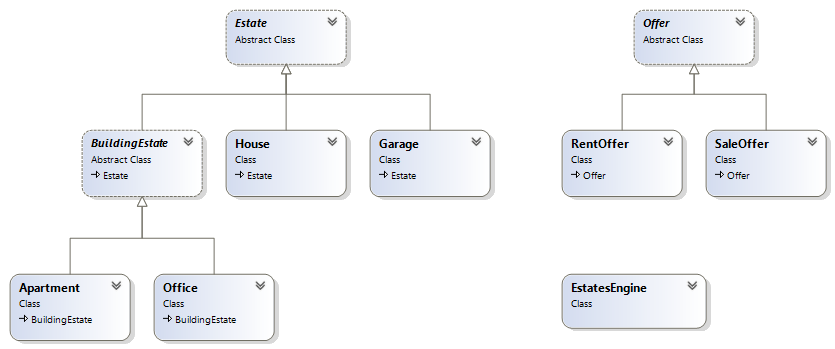 Estate
Abstract Class
Offer
Abstract Class
BuildingEstate
Abstract Class
Estate
House
Class
Estate
Garage
Class
Estate
RentOffer
Class
Offer
SaleOffer
Class
Offer
Apartment
Class
BuildingEstate
Office
Class
BuildingEstate
EstatesEngine
Class